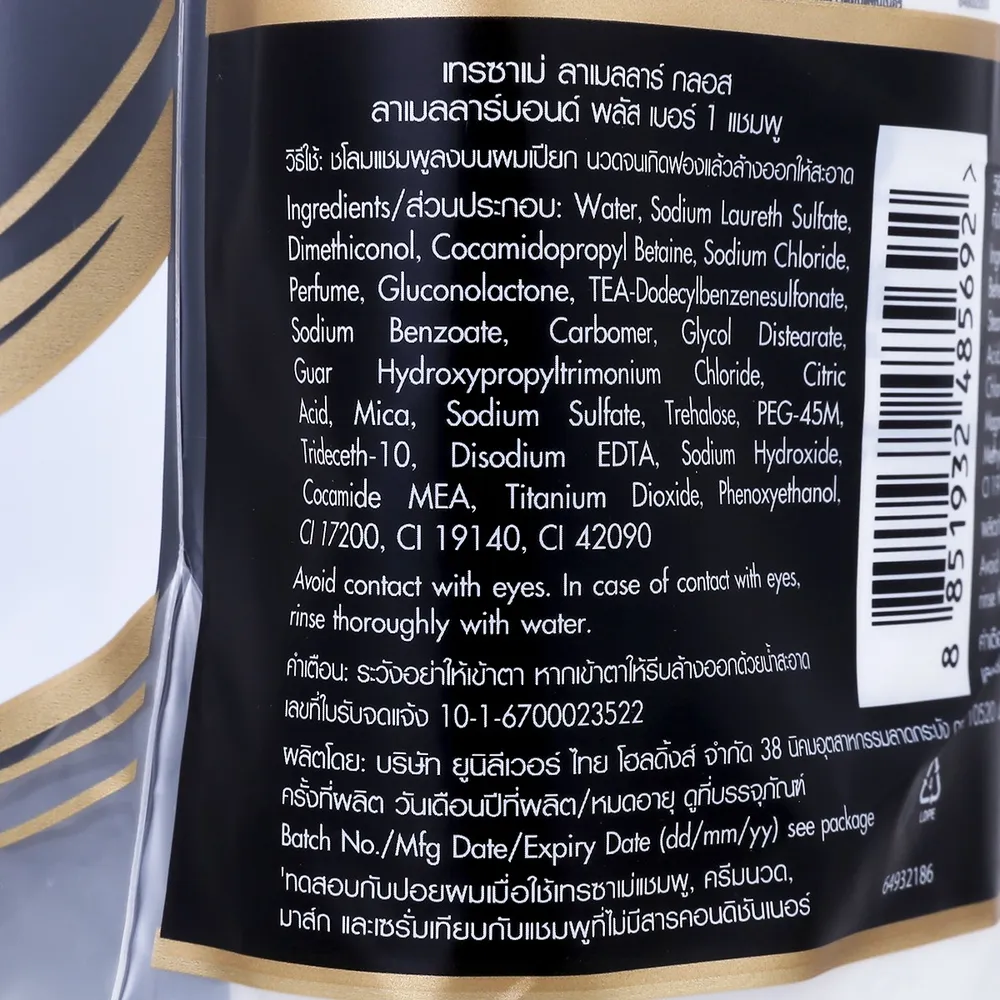 เทรซาเม่ ลาเมลลาร์ กลอส
ลาเมลลาร์บอนด์ พลัส เบอร์ 1 แชมพู
วิธีใช้: ชโลมแชมพูลงบนผมเปียก นวดจนเกิดฟองแล้วล้างออกให้สะอาด
Ingredients/ส่วนประกอบ: Water, Sodium Laureth Sulfate,
Dimethiconol, Cocamidopropyl Betaine, Sodium Chloride,
Perfume, Gluconolactone, TEA-Dodecylbenzenesulfonate,
Sodium Benzoate, Carbomer, Glycol Distearate,
Guar Hydroxypropyltrimonium Chloride, Citric
Acid, Mica, Sodium Sulfate, Trehalose, PEG-45M,
Trideceth-10, Disodium EDTA, Sodium Hydroxide,
Cocamide MEA, Titanium Dioxide, Phenoxyethanol,
CI 17200, CI 19140, CI 42090
Avoid contact with eyes. In case of contact with eyes,
rinse thoroughly with water.
คำเตือน: ระวังอย่าให้เข้าตา หากเข้าตาให้รีบล้างออกด้วยน้ำสะอาด
เลขที่ใบรับจดแจ้ง 10-1-6700023522
ผลิตโดย: บริษัท ยูนิลีเวอร์ ไทย โฮลดิ้งส์ จำกัด 38 นิคมอุตสาหกรรมลาดกระบัง 10520
ครั้งที่ผลิต วันเดือนปีที่ผลิต/หมดอายุ ดูที่บรรจุภัณฑ์
Batch No./Mfg Date/Expiry Date (dd/mm/yy) see package
'ทดสอบกับปอยผมเมื่อใช้เทรซาเม่แชมพู, ครีมนวด,
มาส์ก และเซรั่มเทียบกับแชมพูที่ไม่มีสารคอนดิชันเนอร์
8 851932 485692 >
LDPE
64932186